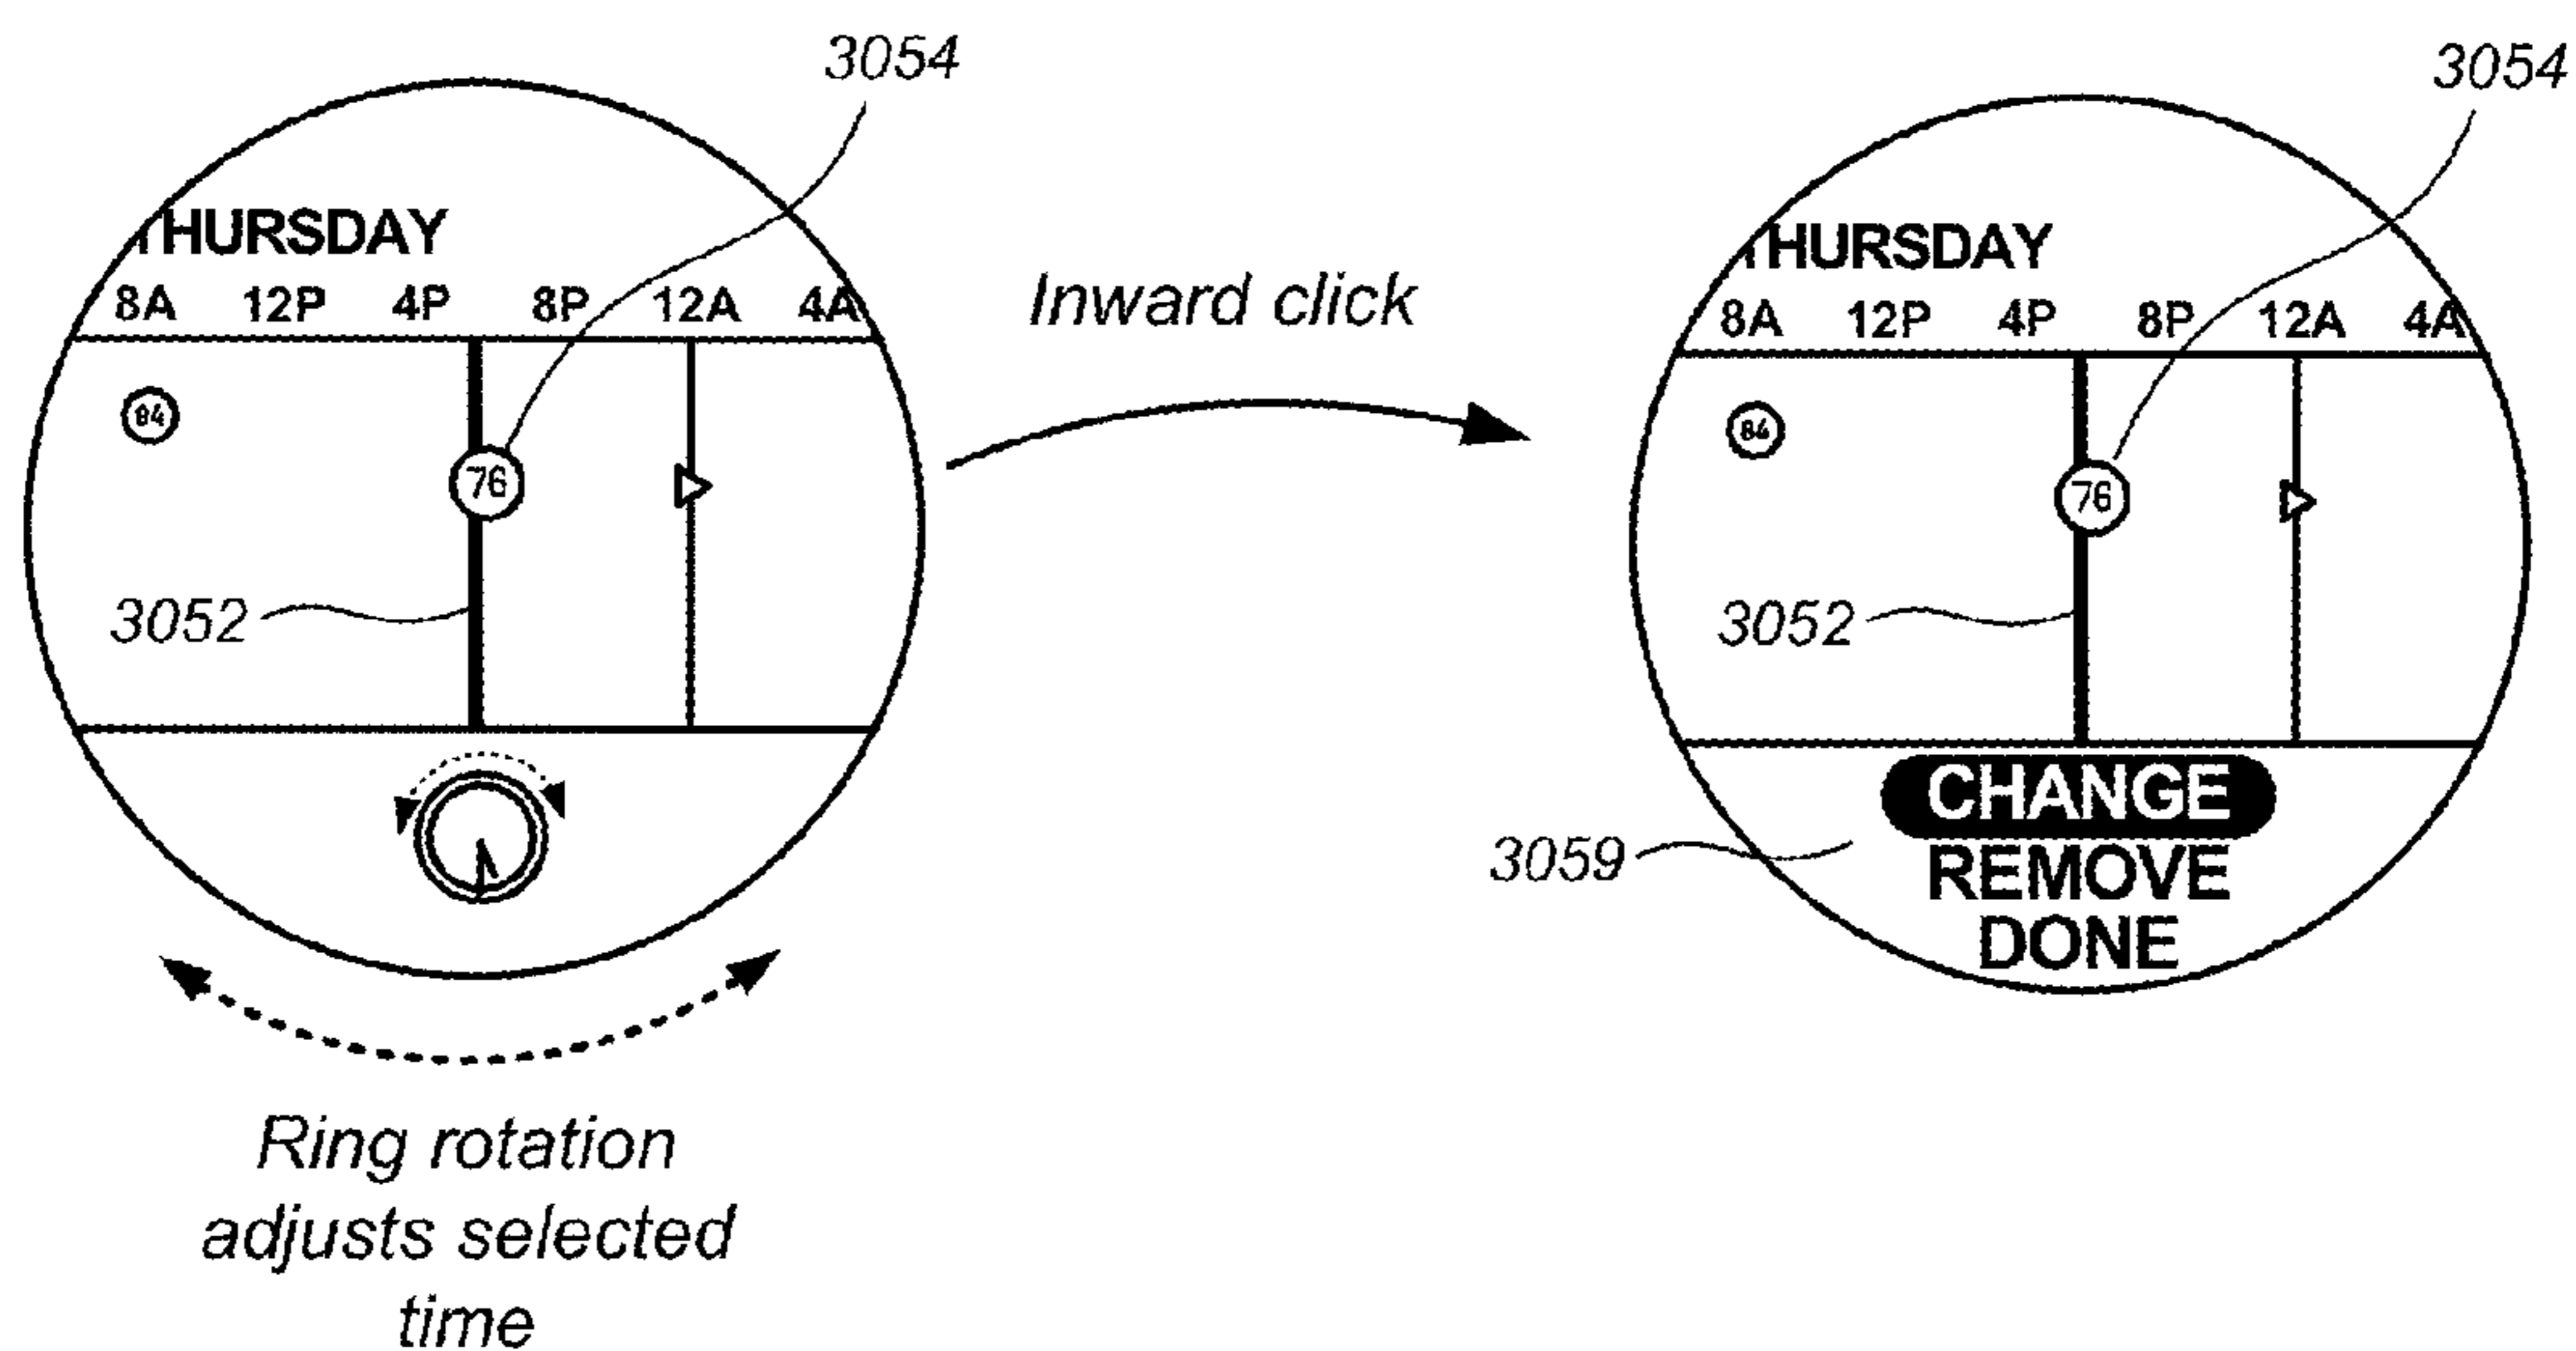 3054
THURSDAY
8A 12P 4P 8P 12A 4A
84
76
3052
Ring rotation
adjusts selected
time
Inward click
3054
THURSDAY
8A 12P 4P 8P 12A 4A
84
76
3052
3059
CHANGE
REMOVE
DONE